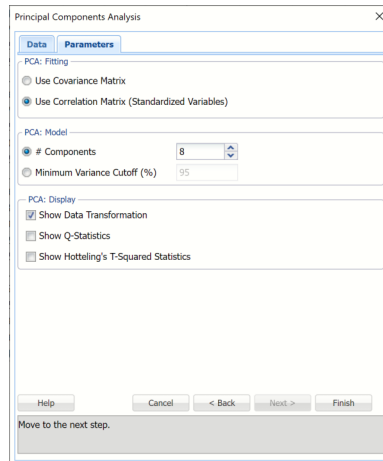 Principal Components Analysis
Data Parameters
PCA: Fitting
Use Covariance Matrix
Use Correlation Matrix (Standardized Variables)
PCA: Model
# Components 8
Minimum Variance Cutoff (%) 95
PCA: Display
Show Data Transformation
Show Q-Statistics
Show Hotteling's T-Squared Statistics
Help Cancel < Back Next > Finish
Move to the next step.